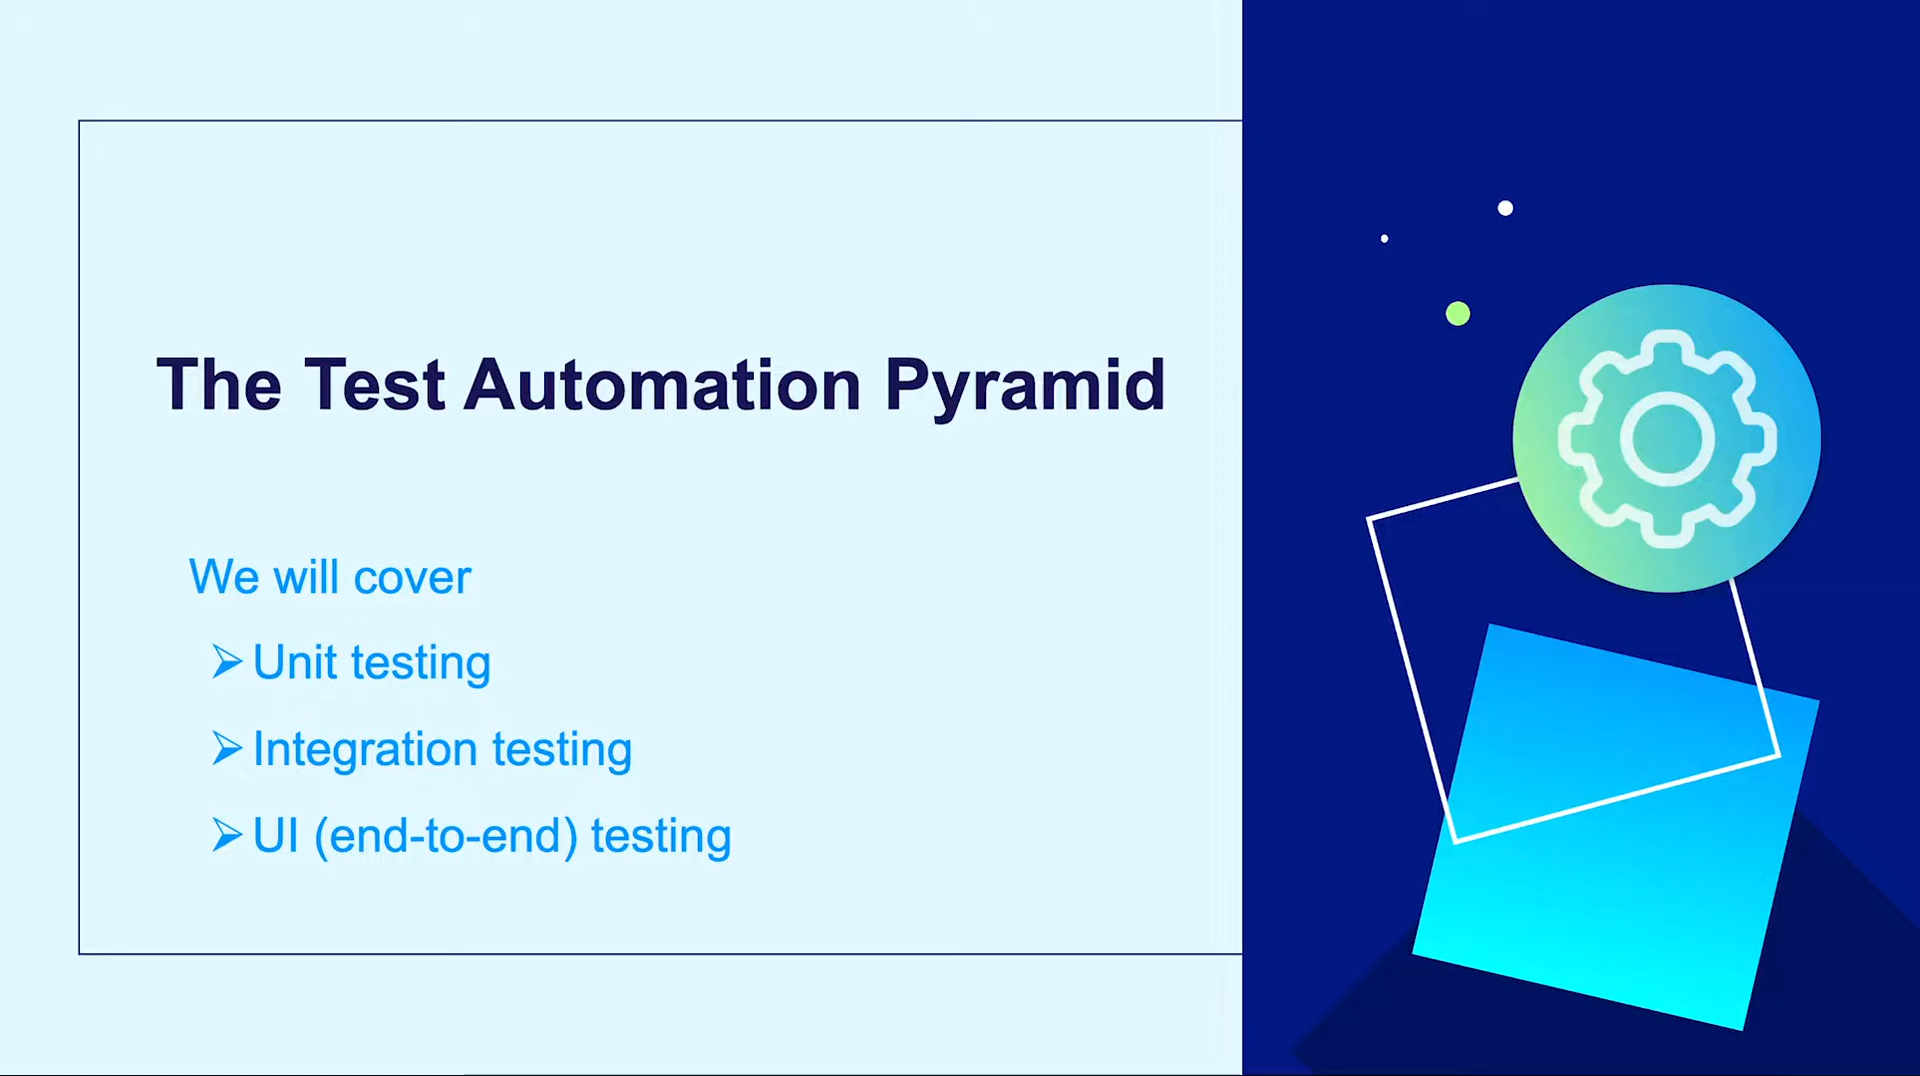 The Test Automation Pyramid
We will cover
➢ Unit testing
➢ Integration testing
➢ UI (end-to-end) testing